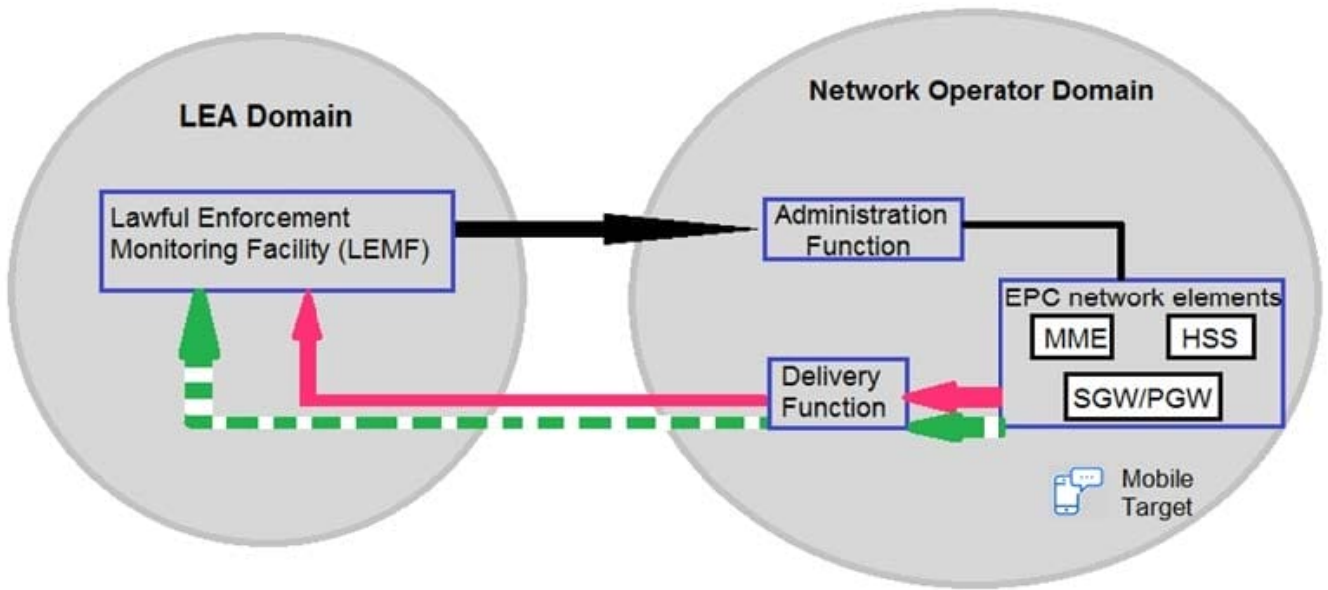 LEA Domain
Lawful Enforcement
Monitoring Facility (LEMF)
Network Operator Domain
Administration
Function
EPC network elements
MME
HSS
SGW/PGW
Delivery
Function
Mobile
Target